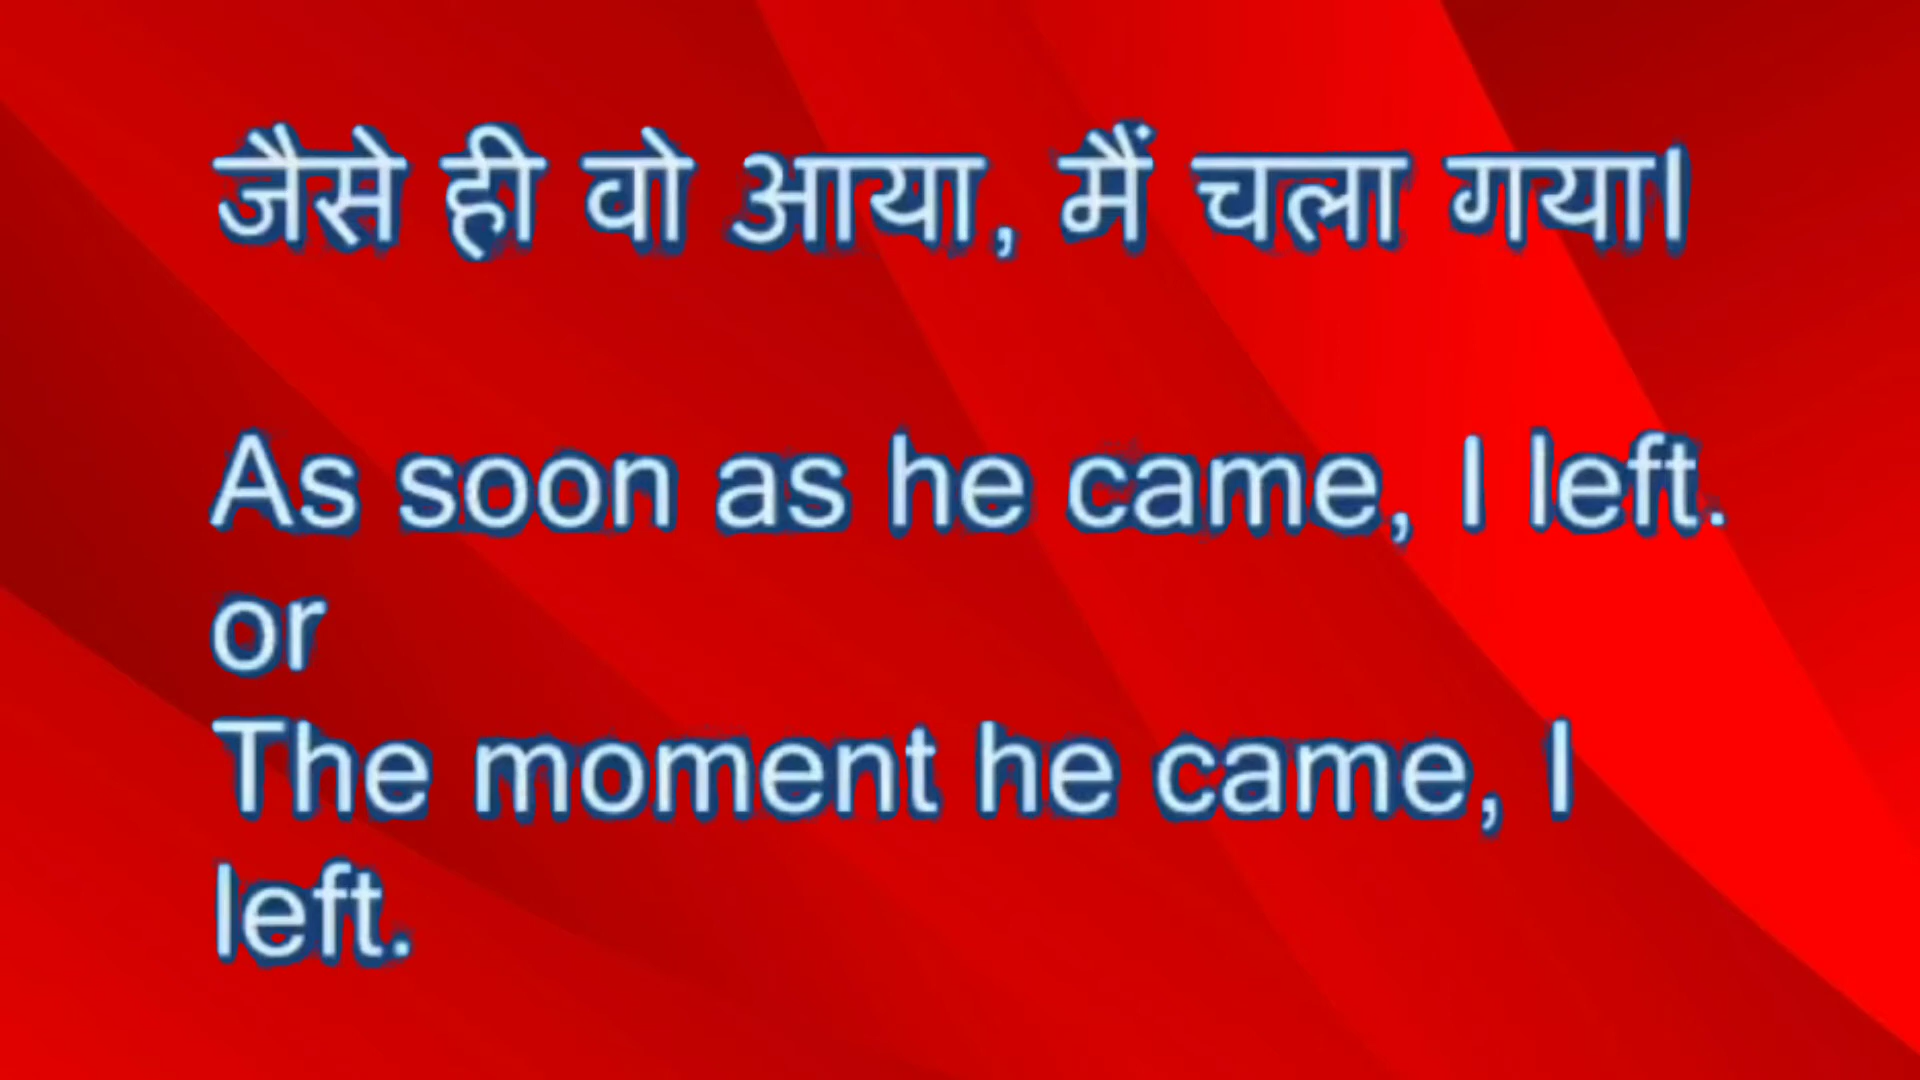 जैसे ही वो आया, मैं चला गया।
As soon as he came, I left.
or
The moment he came, I
left.